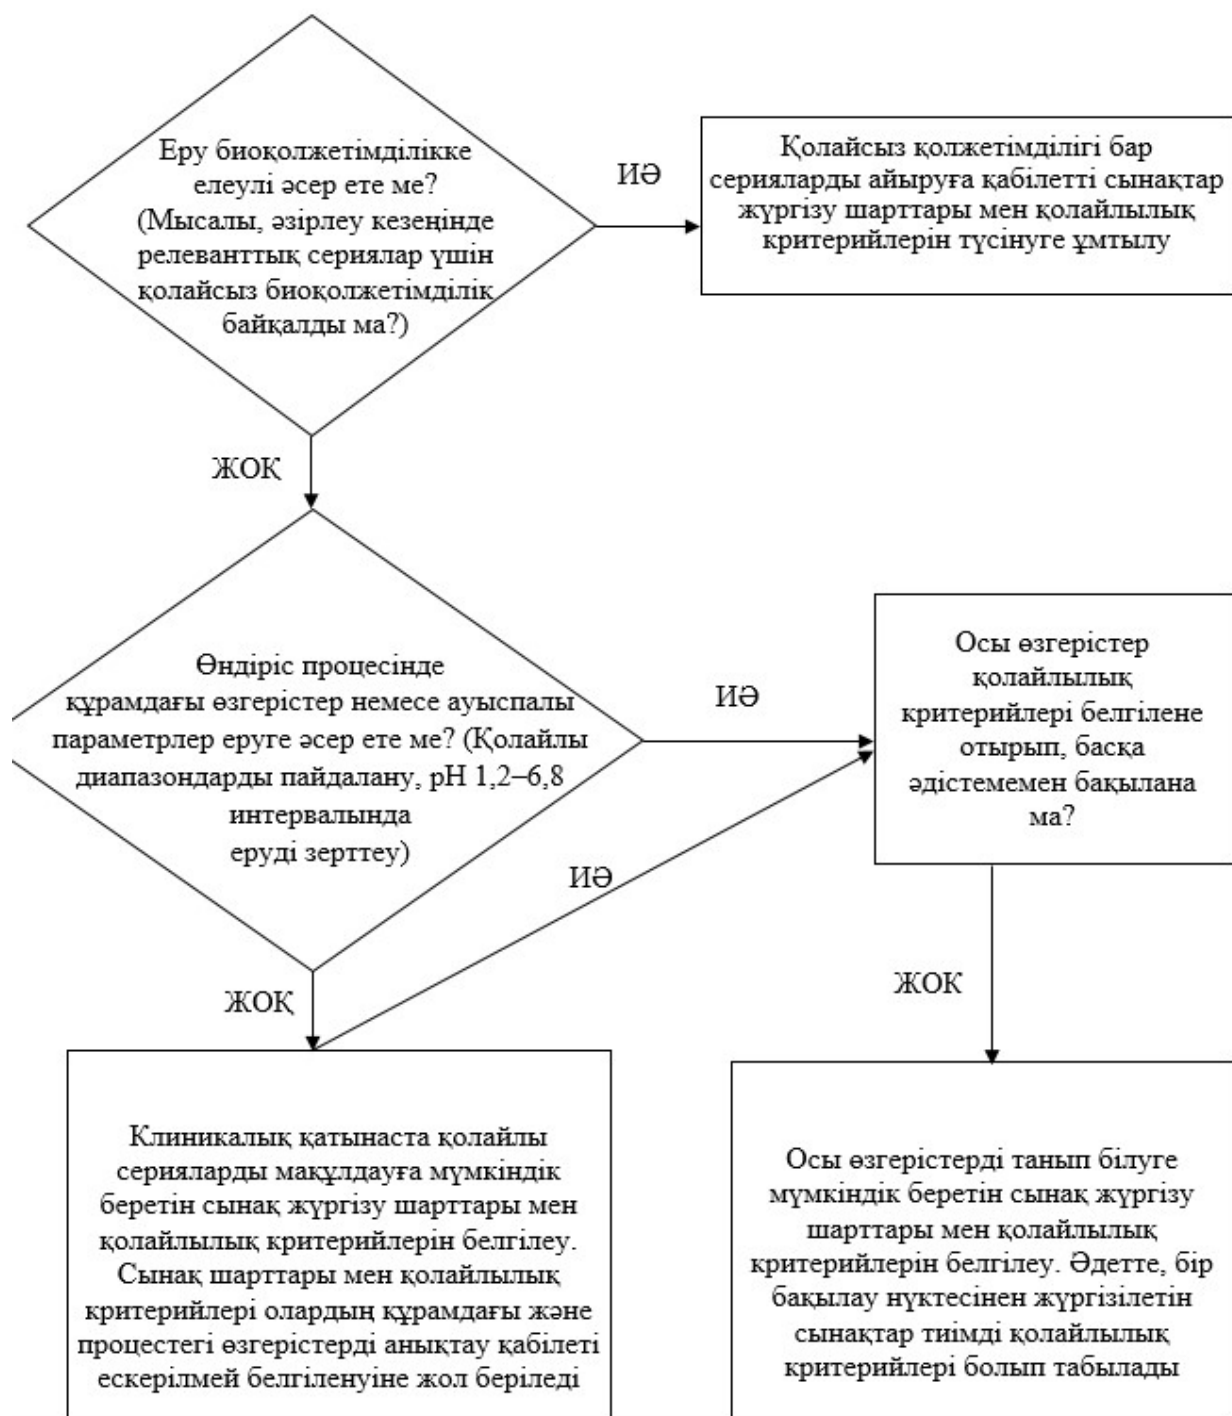 Еру биоқолжетімділікке
елеулі әсер ете ме?
(Мысалы, әзірлеу кезеңінде
релеванттық сериялар үшін
қолайсыз биоқолжетімділік
байқалды ма?)
ИӘ
Қолайсыз қолжетімділігі бар
серияларды айыруға қабілетті сынақтар
жүргізу шарттары мен қолайлылық
критерийлерін түсінуге ұмтылу
ЖОҚ
Өндіріс процесінде
құрамдағы өзгерістер немесе ауыспалы
параметрлер еруге әсер ете ме? (Қолайлы
диапазондарды пайдалану, рН 1,2–6,8
интервалында
еруді зерттеу)
ИӘ
Осы өзгерістер
қолайлылық
критерийлері белгілене
отырып, басқа
әдістемемен бақылана
ма?
ИӘ
ЖОҚ
ЖОК
Клиникалық қатынаста қолайлы
серияларды мақұлдауға мүмкіндік
беретін сынақ жүргізу шарттары мен
қолайлылық критерийлерін белгілеу.
Сынақ шарттары мен қолайлылық
критерийлері олардың құрамдағы және
процестегі өзгерістерді анықтау қабілеті
ескерілмей белгіленуіне жол беріледі
Осы өзгерістерді танып білуге
мүмкіндік беретін сынақ жүргізу
шарттары мен қолайлылық
критерийлерін белгілеу. Әдетте, бір
бақылау нүктесінен жүргізілетін
сынақтар тиімді қолайлылық
критерийлері болып табылады